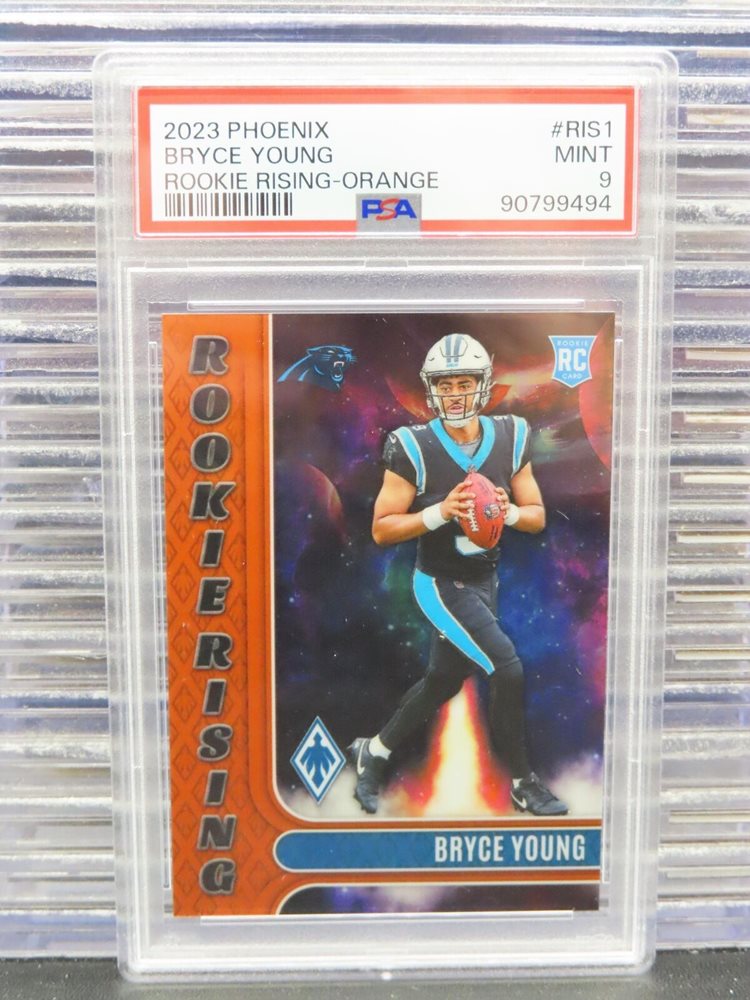 2023 PHOENIX #RIS1
BRYCE YOUNG MINT
ROOKIE RISING-ORANGE 9
PSA 90799494
ROOKIE RISING
ROOKIE
RC
CARD
BRYCE YOUNG